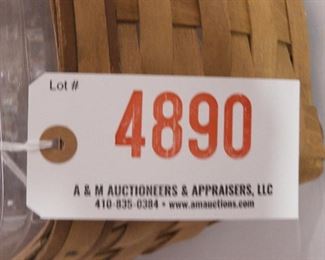 Lot #
4890
A & M AUCTIONEERS & APPRAISERS, LLC
410-835-0384 • www.amauctions.com